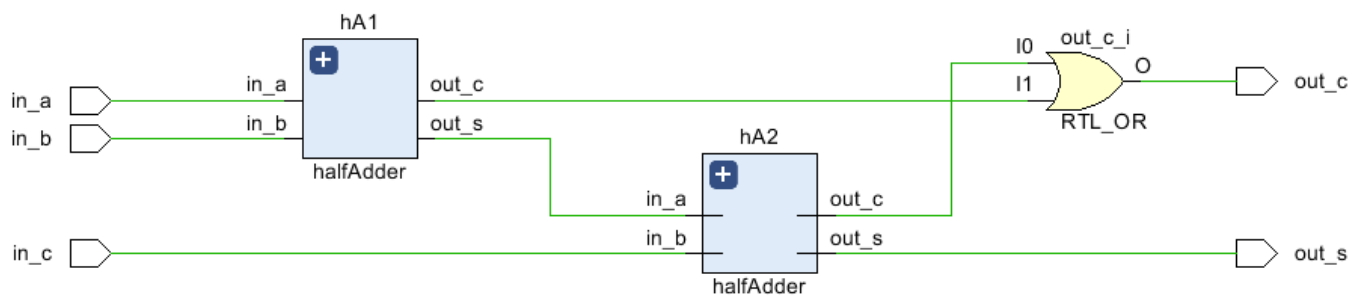 hA1
in_a
in_b
in_a
in_b
out_c
out_s
halfAdder
hA2
in_a
in_b
out_c
out_s
halfAdder
in_c
out_c_i
I0
I1
O
RTL_OR
out_c
out_s